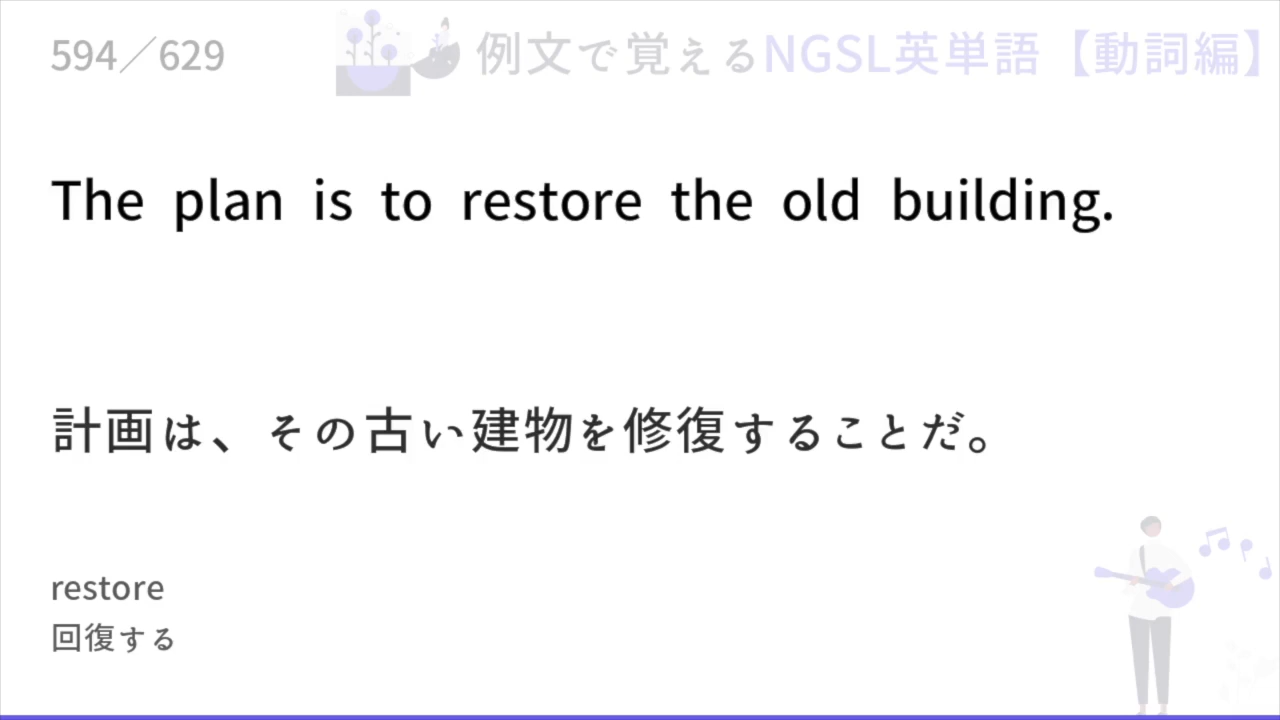 594／629
例文で覚えるNGSL英単語【動詞編】
The plan is to restore the old building.
計画は、その古い建物を修復することだ。
restore
回復する